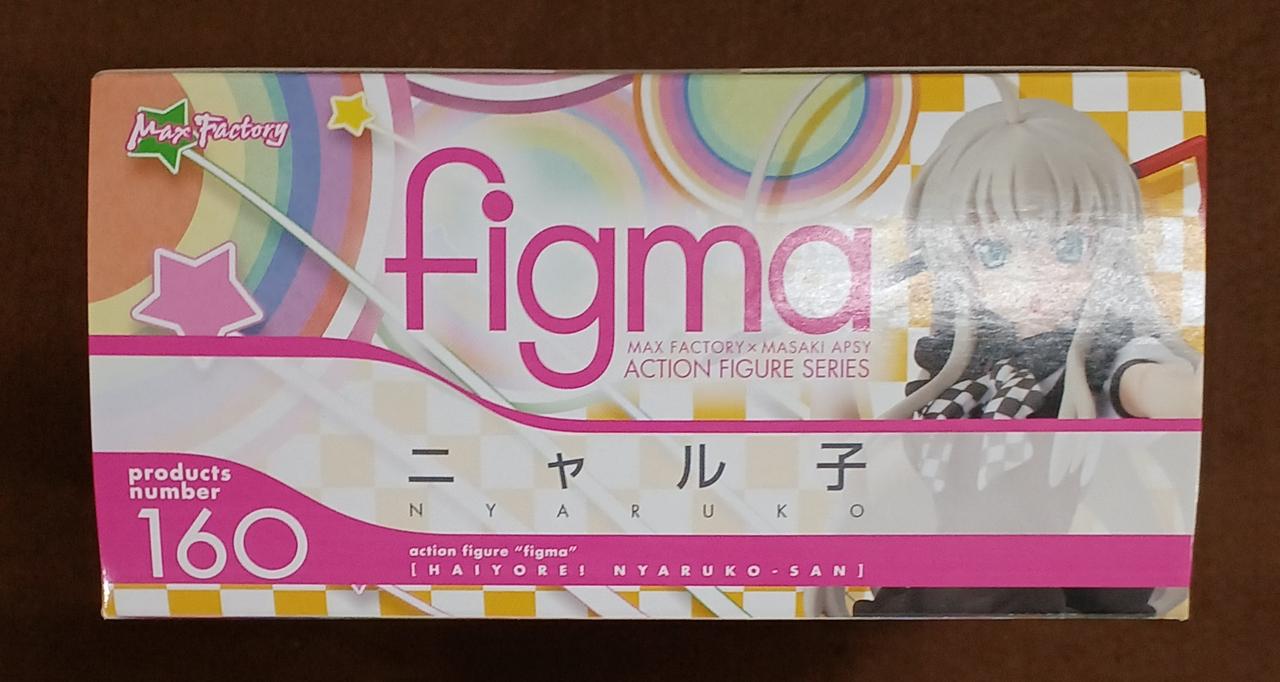 Max Factory
figma
MAX FACTORY×MASAKI APSY
ACTION FIGURE SERIES
ニャル子
NYARUKO
products
number
160
action figure "figma"
[HAIYORE! NYARUKO-SAN]